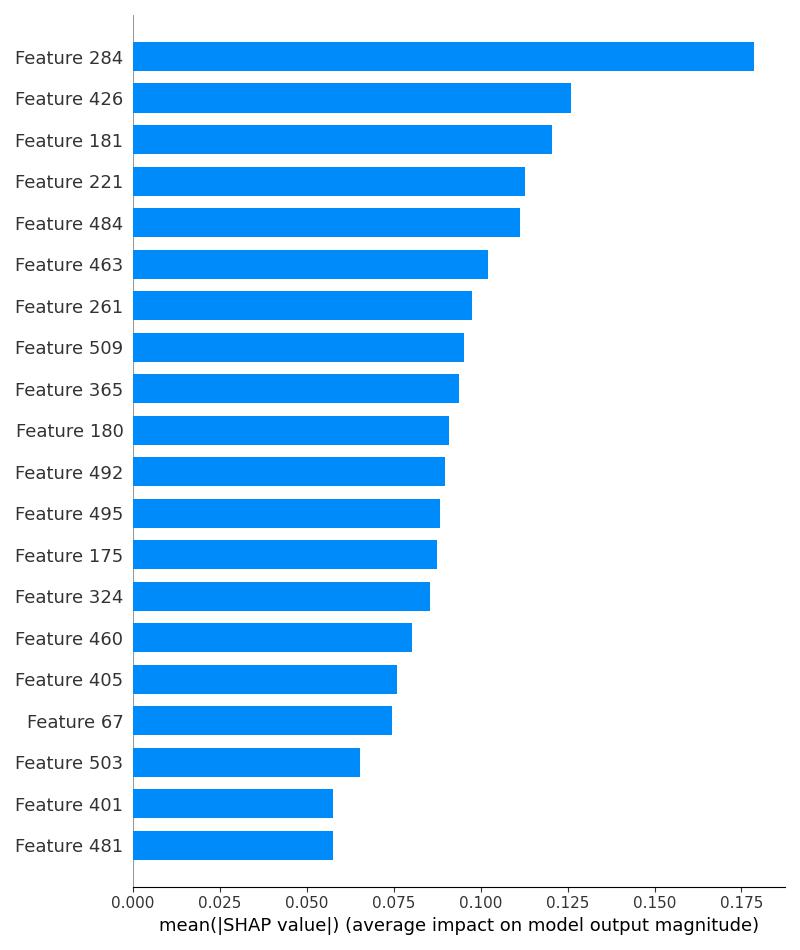 Feature 284
Feature 426
Feature 181
Feature 221
Feature 484
Feature 463
Feature 261
Feature 509
Feature 365
Feature 180
Feature 492
Feature 495
Feature 175
Feature 324
Feature 460
Feature 405
Feature 67
Feature 503
Feature 401
Feature 481
0.000 0.025 0.050 0.075 0.100 0.125 0.150 0.175
mean(|SHAP value|) (average impact on model output magnitude)